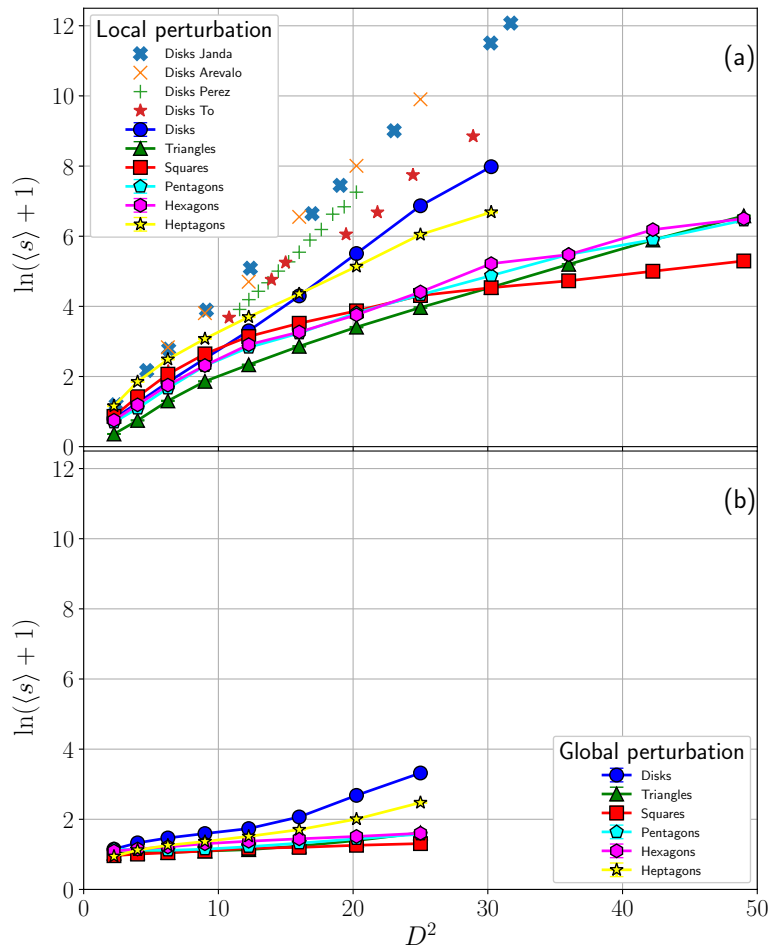 12
10
8
6
4
2
0
ln(⟨s⟩ + 1)
Local perturbation
Disks Janda
Disks Arevalo
Disks Perez
Disks To
Disks
Triangles
Squares
Pentagons
Hexagons
Heptagons
(a)
12
10
8
6
4
2
0
ln(⟨s⟩ + 1)
(b)
Global perturbation
Disks
Triangles
Squares
Pentagons
Hexagons
Heptagons
0 10 20 30 40 50
D²